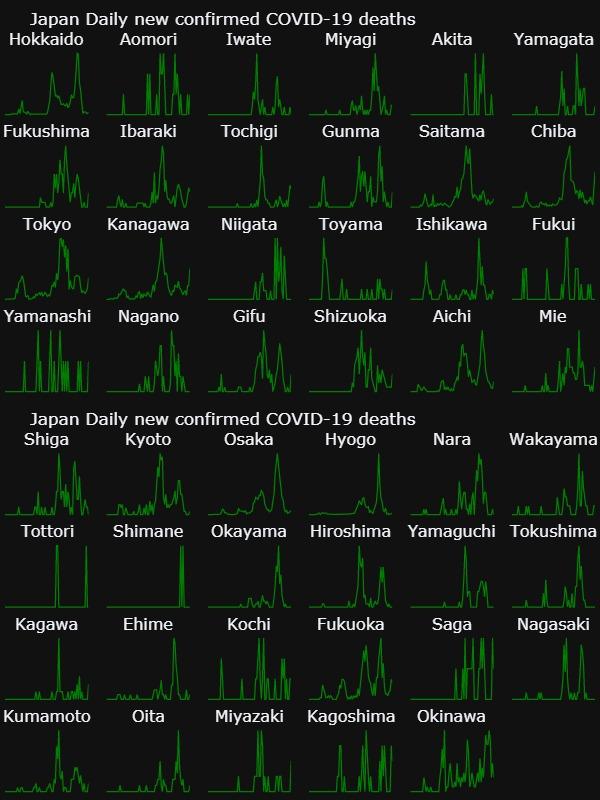 Japan Daily new confirmed COVID-19 deaths
Hokkaido Aomori Iwate Miyagi Akita Yamagata
Fukushima Ibaraki Tochigi Gunma Saitama Chiba
Tokyo Kanagawa Niigata Toyama Ishikawa Fukui
Yamanashi Nagano Gifu Shizuoka Aichi Mie
Japan Daily new confirmed COVID-19 deaths
Shiga Kyoto Osaka Hyogo Nara Wakayama
Tottori Shimane Okayama Hiroshima Yamaguchi Tokushima
Kagawa Ehime Kochi Fukuoka Saga Nagasaki
Kumamoto Oita Miyazaki Kagoshima Okinawa